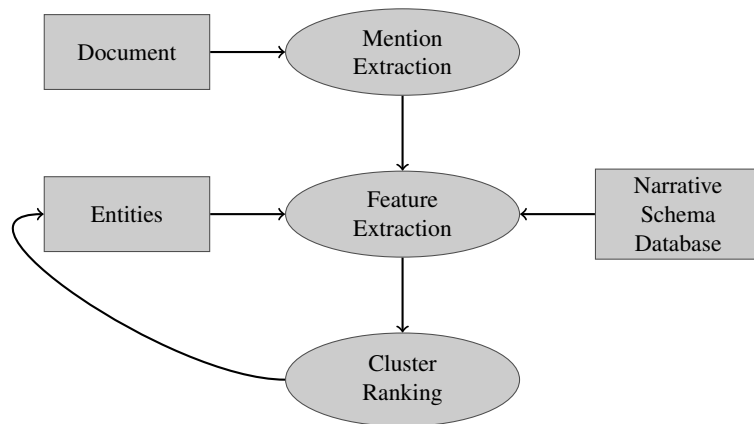 Document
Mention
Extraction
Entities
Feature
Extraction
Narrative
Schema
Database
Cluster
Ranking